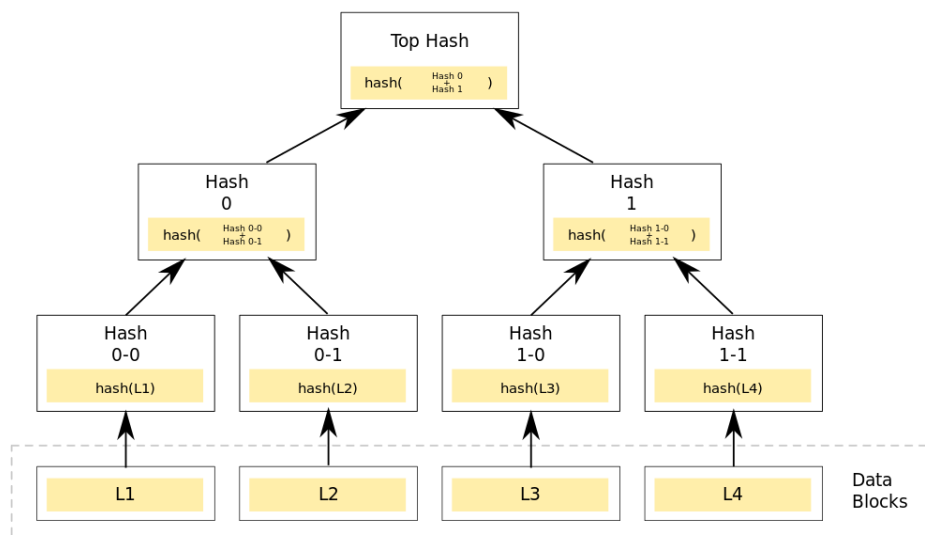 Top Hash
hash( Hash 0 + Hash 1 )
Hash
0
hash( Hash 0-0 + Hash 0-1 )
Hash
1
hash( Hash 1-0 + Hash 1-1 )
Hash
0-0
hash(L1)
Hash
0-1
hash(L2)
Hash
1-0
hash(L3)
Hash
1-1
hash(L4)
L1
L2
L3
L4
Data
Blocks